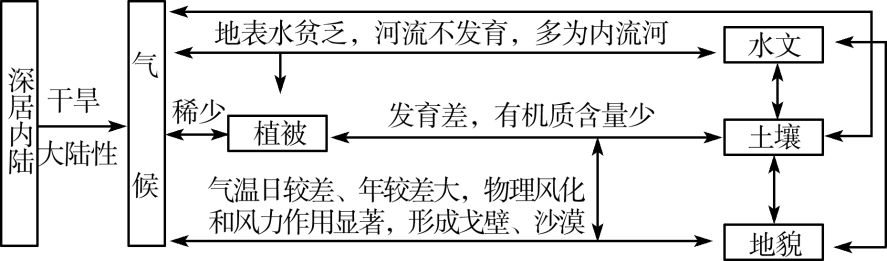 深居内陆
干旱
大陆性
气候
地表水贫乏，河流不发育，多为内流河
水文
稀少
植被
发育差，有机质含量少
土壤
气温日较差、年较差大，物理风化
和风力作用显著，形成戈壁、沙漠
地貌